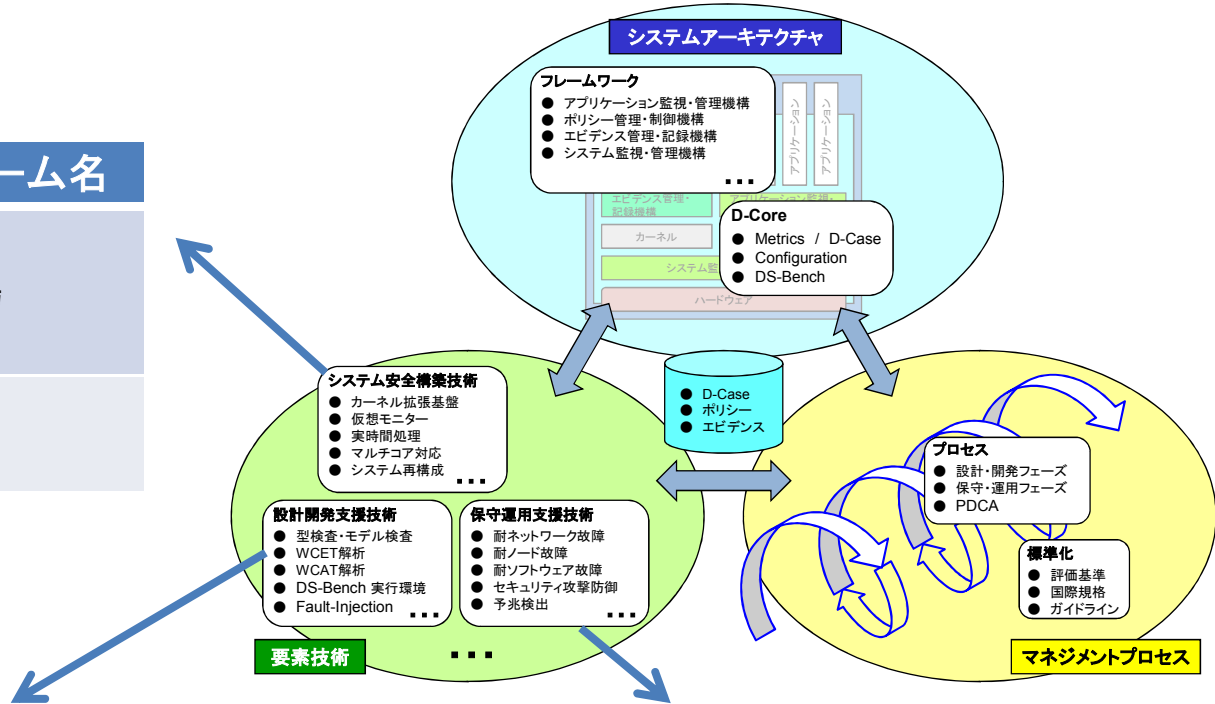 システムアーキテクチャ
フレームワーク
● アプリケーション監視・管理機構
● ポリシー管理・制御機構
● エビデンス管理・記録機構
● システム監視・管理機構
...
アプリケーション
アプリケーション
エビデンス管理・
記録機構
アプリケーション監視・
カーネル
システム監
ハードウェア
D-Core
● Metrics / D-Case
● Configuration
● DS-Bench
ーム名
システム安全構築技術
● カーネル拡張基盤
● 仮想モニター
● 実時間処理
● マルチコア対応
● システム再構成
...
● D-Case
● ポリシー
● エビデンス
プロセス
● 設計・開発フェーズ
● 保守・運用フェーズ
● PDCA
標準化
● 評価基準
● 国際規格
● ガイドライン
設計開発支援技術
● 型検査・モデル検査
● WCET解析
● WCAT解析
● DS-Bench 実行環境
● Fault-Injection
...
保守運用支援技術
● 耐ネットワーク故障
● 耐ノード故障
● 耐ソフトウェア故障
● セキュリティ攻撃防御
● 予兆検出
...
要素技術
...
マネジメントプロセス